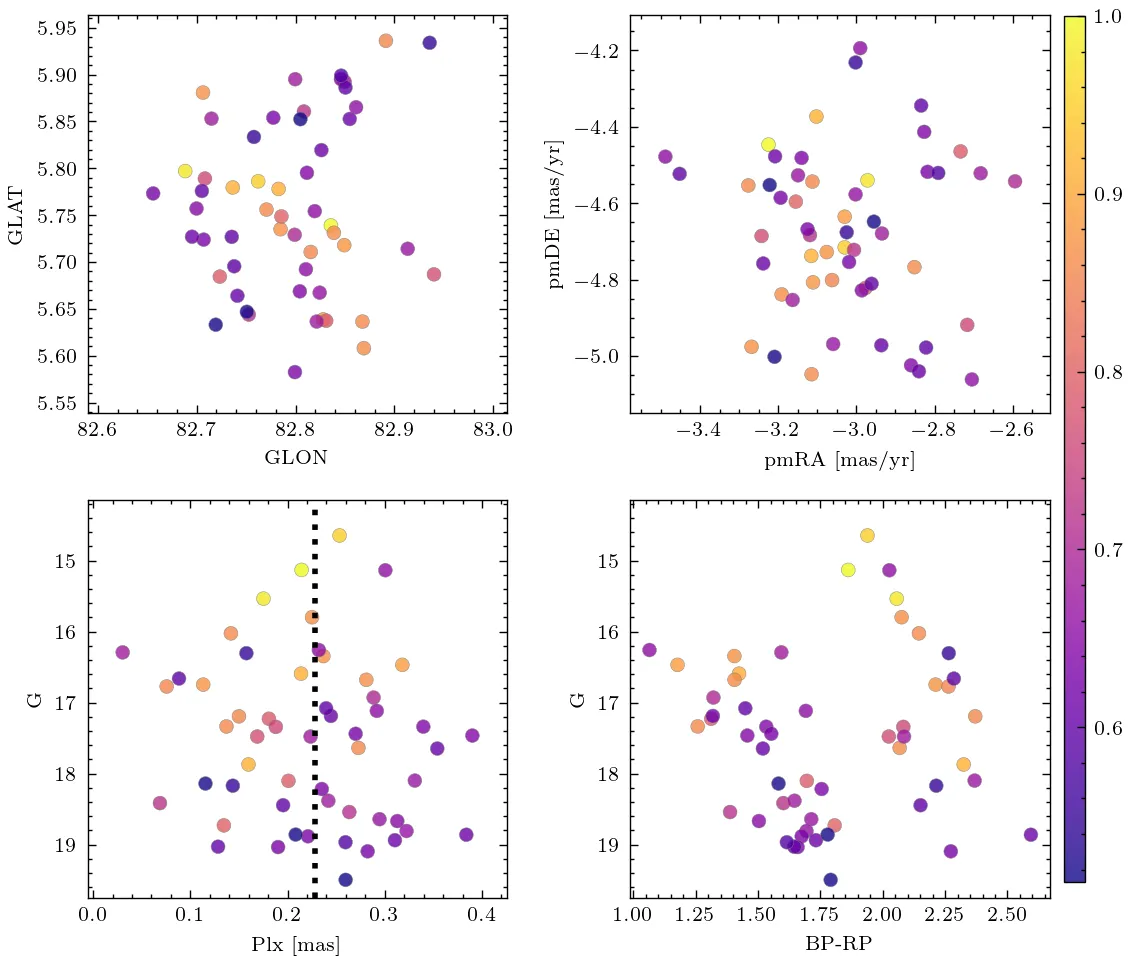 5.95
5.90
5.85
5.80
5.75
5.70
5.65
5.60
5.55
GLAT
82.6 82.7 82.8 82.9 83.0
GLON
−4.2
−4.4
−4.6
−4.8
−5.0
pmDE [mas/yr]
−3.4 −3.2 −3.0 −2.8 −2.6
pmRA [mas/yr]
1.0
0.9
0.8
0.7
0.6
15
16
17
18
19
G
0.0 0.1 0.2 0.3 0.4
Plx [mas]
15
16
17
18
19
G
1.00 1.25 1.50 1.75 2.00 2.25 2.50
BP-RP